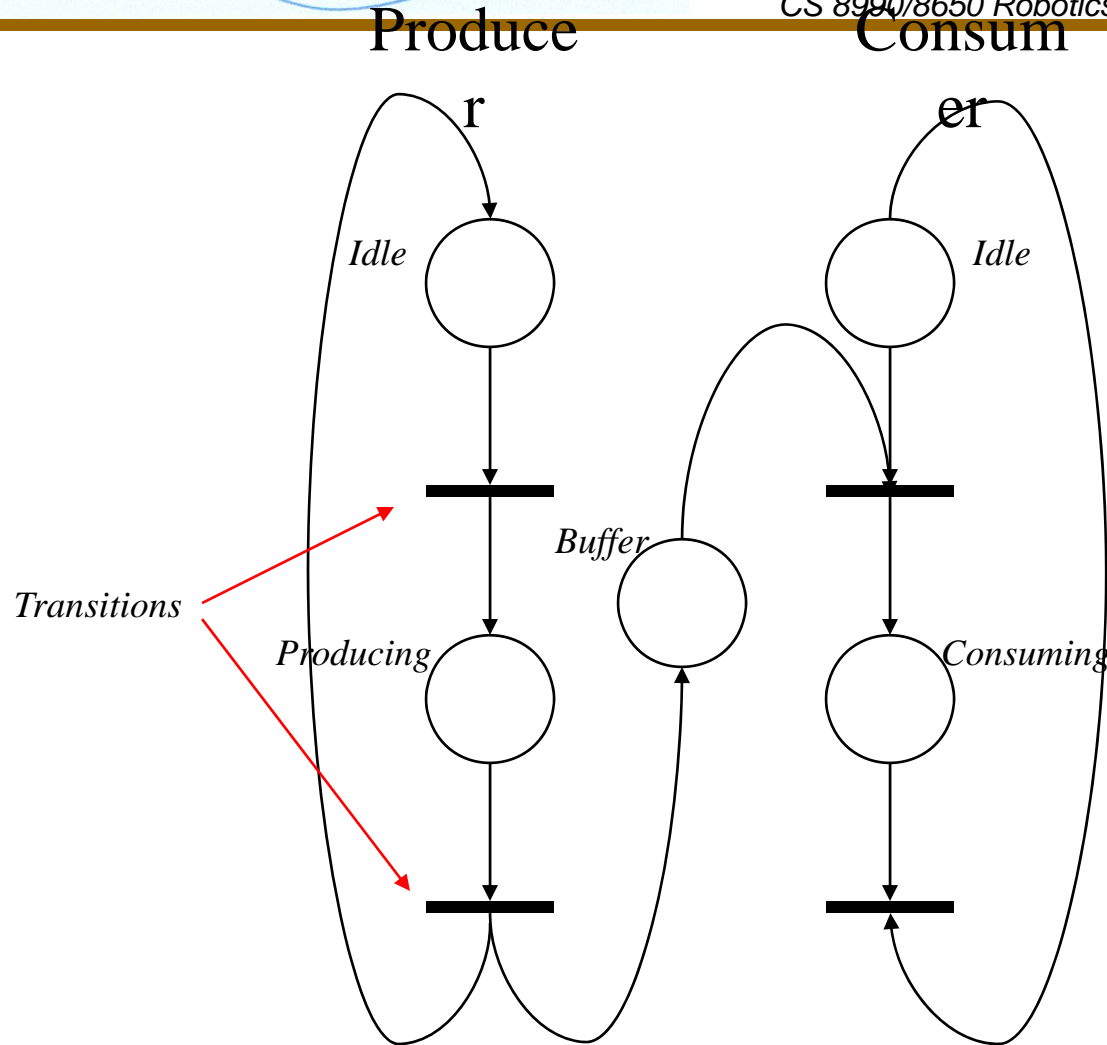 CS 8990/8650 Robotics
Produce
r
Consum
er
Idle
Idle
Buffer
Transitions
Producing
Consuming